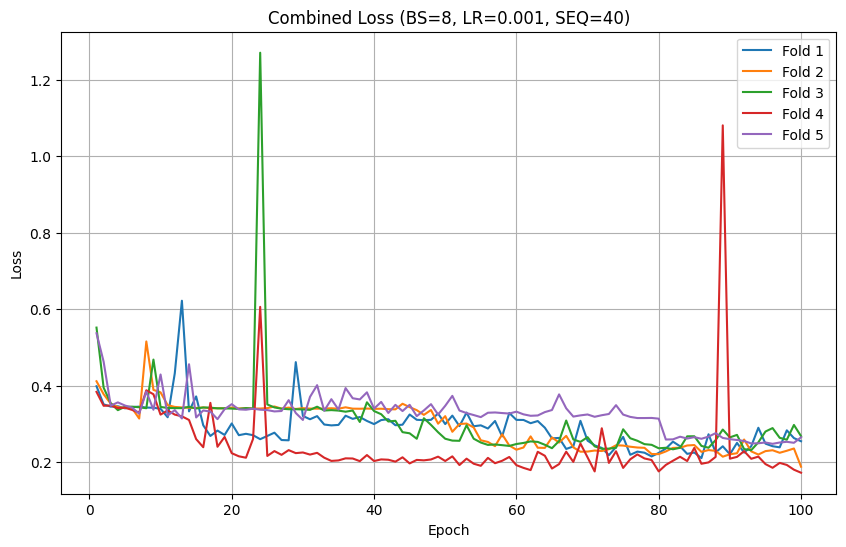 Combined Loss (BS=8, LR=0.001, SEQ=40)
Fold 1
Fold 2
Fold 3
Fold 4
Fold 5
Loss
1.2
1.0
0.8
0.6
0.4
0.2
0 20 40 60 80 100
Epoch